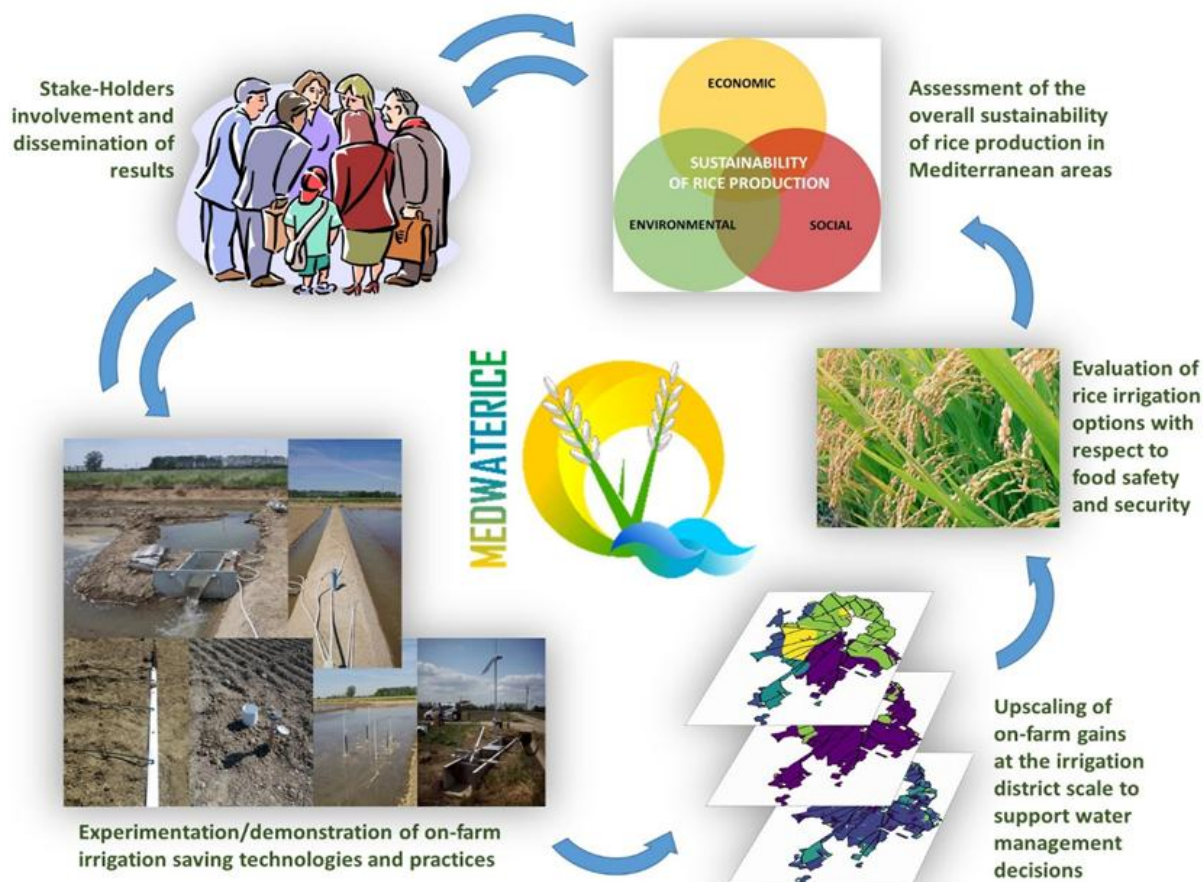 Stake-Holders
involvement and
dissemination of
results
ECONOMIC
SUSTAINABILITY
OF RICE PRODUCTION
ENVIRONMENTAL
SOCIAL
Assessment of the
overall sustainability
of rice production in
Mediterranean areas
MEDWATERICE
Evaluation of
rice irrigation
options with
respect to
food safety
and security
Upscaling of
on-farm gains
at the irrigation
district scale to
support water
management
decisions
Experimentation/demonstration of on-farm
irrigation saving technologies and practices